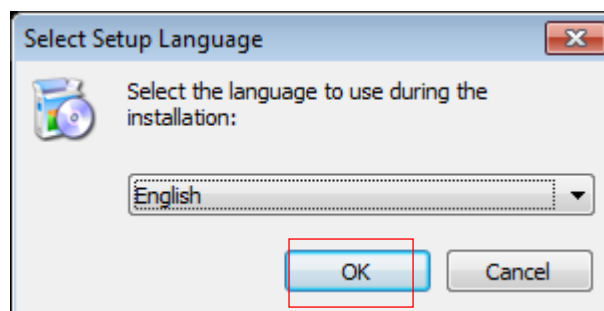 Select Setup Language
Select the language to use during the
installation:
English
OK
Cancel